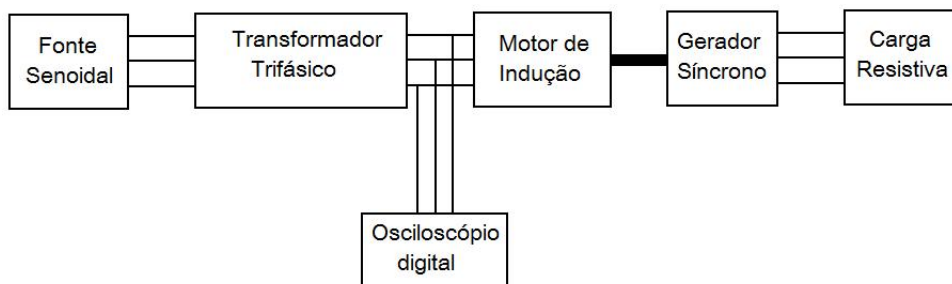 Fonte
Senoidal
Transformador
Trifásico
Motor de
Indução
Gerador
Síncrono
Carga
Resistiva
Osciloscópio
digital